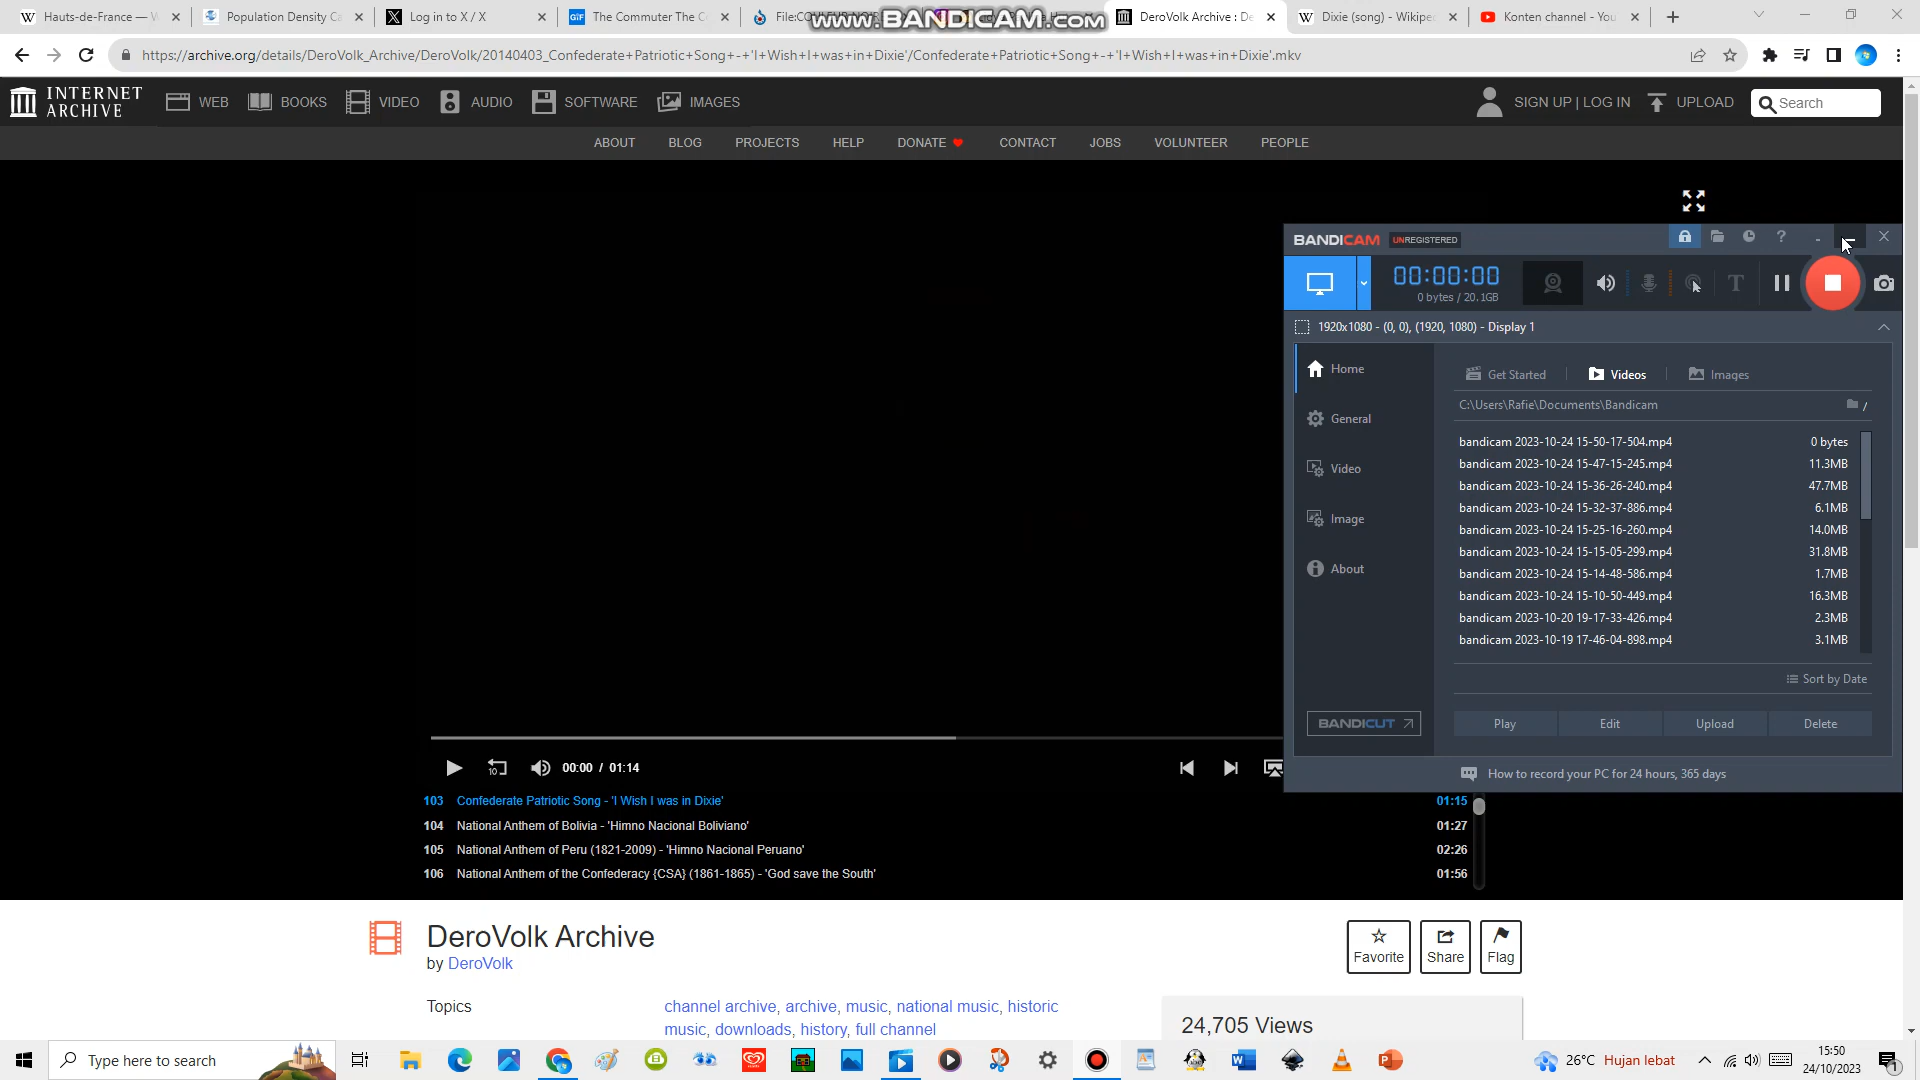 Hauts-de-France — W
Population Density Ca
Log in to X / X
GIF
The Commuter The C
File:COULEUR NOIR
www.BANDICAM.com
DeroVolk Archive : De
Dixie (song) - Wikipe
Konten channel - You
https://archive.org/details/DeroVolk_Archive/DeroVolk/20140403_Confederate+Patriotic+Song+-+'I+Wish+I+was+in+Dixie'/Confederate+Patriotic+Song+-+'I+Wish+I+was+in+Dixie'.mkv
INTERNET ARCHIVE
WEB BOOKS VIDEO AUDIO SOFTWARE IMAGES
SIGN UP | LOG IN UPLOAD Search
ABOUT BLOG PROJECTS HELP DONATE CONTACT JOBS VOLUNTEER PEOPLE
BANDICAM UNREGISTERED
00:00:00
0 bytes / 20.1GB
1920x1080 - (0, 0), (1920, 1080) - Display 1
Home
General
Video
Image
About
Get Started Videos Images
C:\Users\Rafie\Documents\Bandicam
bandicam 2023-10-24 15-50-17-504.mp4 0 bytes
bandicam 2023-10-24 15-47-15-245.mp4 11.3MB
bandicam 2023-10-24 15-36-26-240.mp4 47.7MB
bandicam 2023-10-24 15-32-37-886.mp4 6.1MB
bandicam 2023-10-24 15-25-16-260.mp4 14.0MB
bandicam 2023-10-24 15-15-05-299.mp4 31.8MB
bandicam 2023-10-24 15-14-48-586.mp4 1.7MB
bandicam 2023-10-24 15-10-50-449.mp4 16.3MB
bandicam 2023-10-20 19-17-33-426.mp4 2.3MB
bandicam 2023-10-19 17-46-04-898.mp4 3.1MB
Sort by Date
BANDICUT
Play Edit Upload Delete
How to record your PC for 24 hours, 365 days
10
00:00 / 01:14
103 Confederate Patriotic Song - 'I Wish I was in Dixie' 01:15
104 National Anthem of Bolivia - 'Himno Nacional Boliviano' 01:27
105 National Anthem of Peru (1821-2009) - 'Himno Nacional Peruano' 02:26
106 National Anthem of the Confederacy {CSA} (1861-1865) - 'God save the South' 01:56
DeroVolk Archive
by DeroVolk
Favorite Share Flag
Topics channel archive, archive, music, national music, historic
music, downloads, history, full channel
24,705 Views
Type here to search
26°C Hujan lebat
15:50
24/10/2023
1